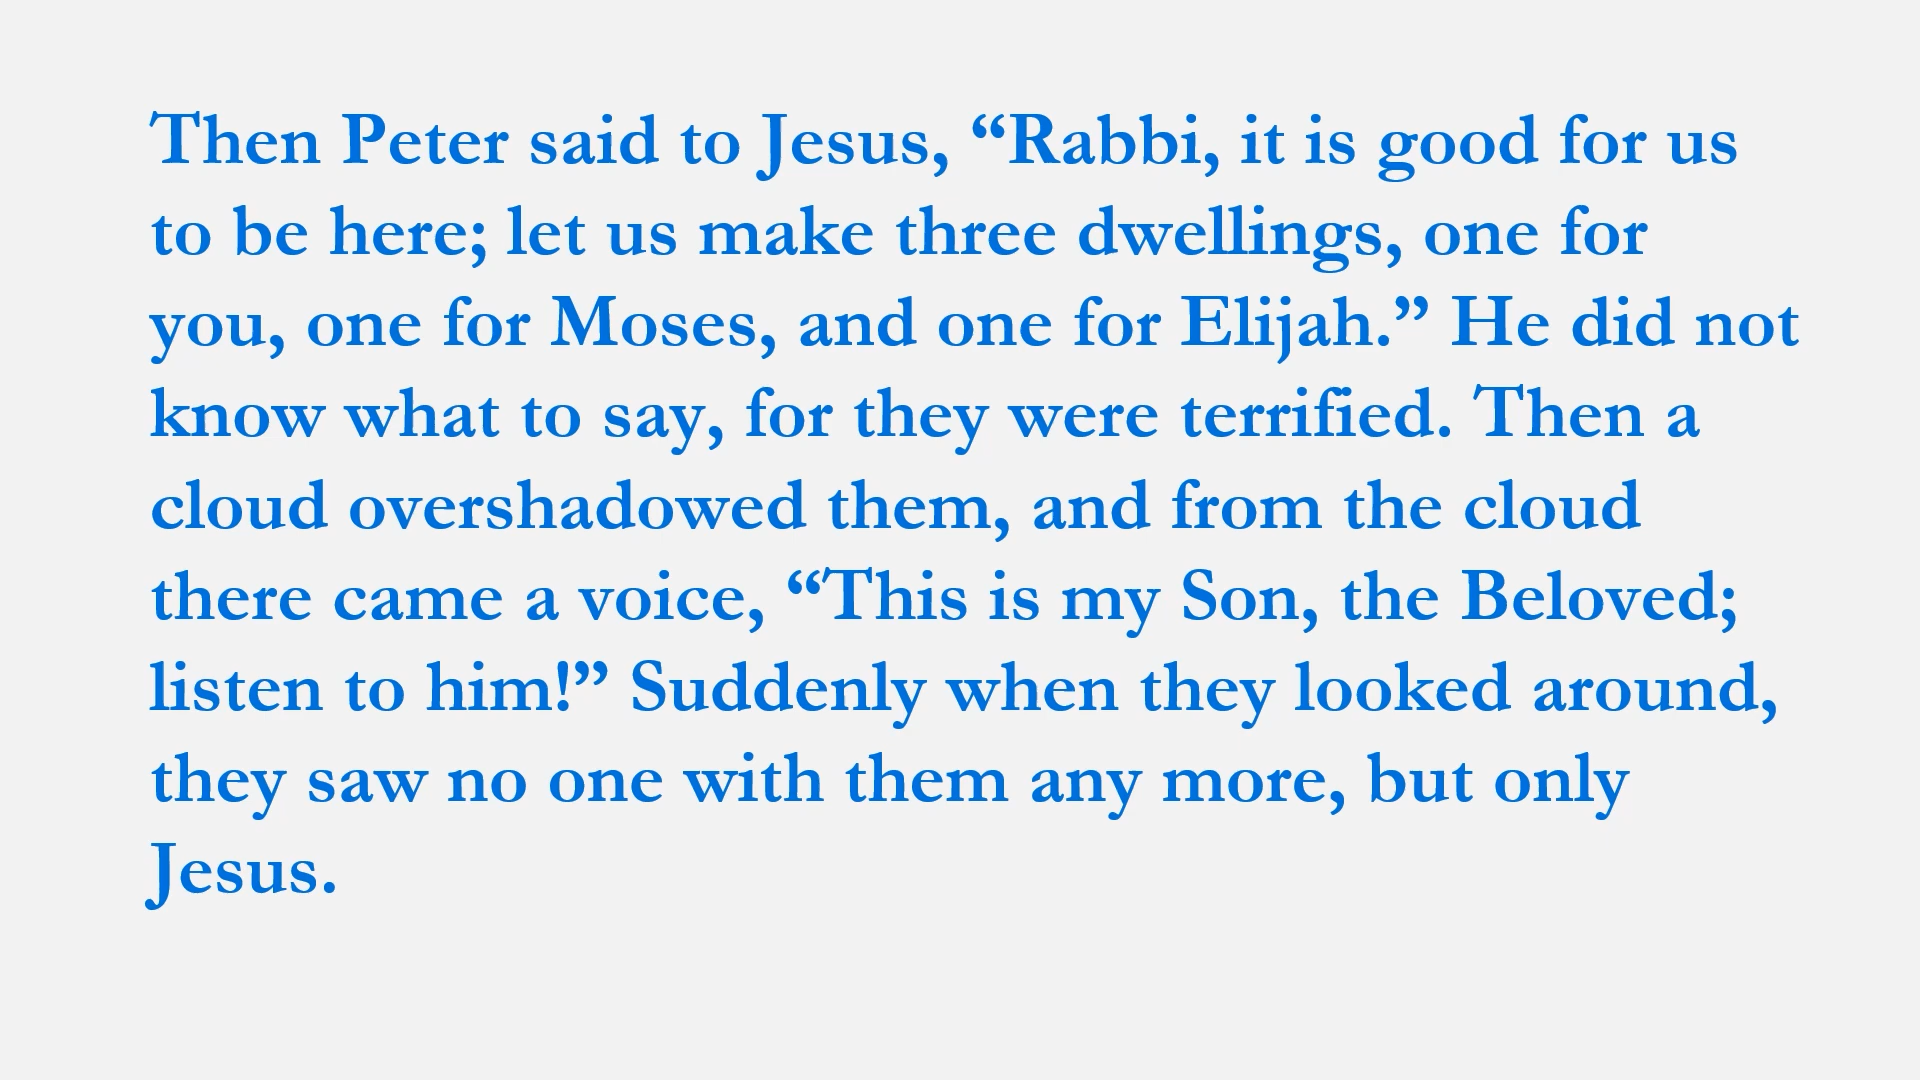 Then Peter said to Jesus, “Rabbi, it is good for us
to be here; let us make three dwellings, one for
you, one for Moses, and one for Elijah.” He did not
know what to say, for they were terrified. Then a
cloud overshadowed them, and from the cloud
there came a voice, “This is my Son, the Beloved;
listen to him!” Suddenly when they looked around,
they saw no one with them any more, but only
Jesus.